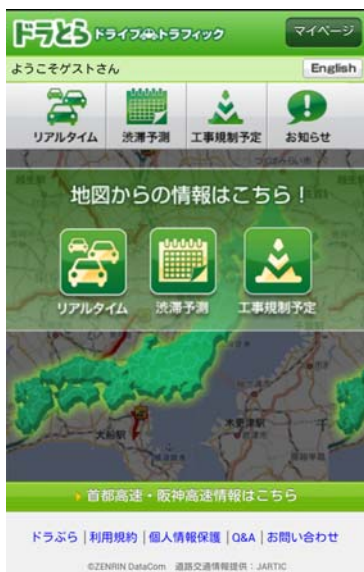 ドラとら ドライブトラフィック
マイページ
ようこそゲストさん
English
リアルタイム 渋滞予測 工事規制予定 お知らせ
地図からの情報はこちら！
リアルタイム 渋滞予測 工事規制予定
木更津駅
大船駅
首都高速・阪神高速情報はこちら
ドラぷら | 利用規約 | 個人情報保護 | Q&A | お問い合わせ
©ZENRIN DataCom 道路交通情報提供：JARTIC